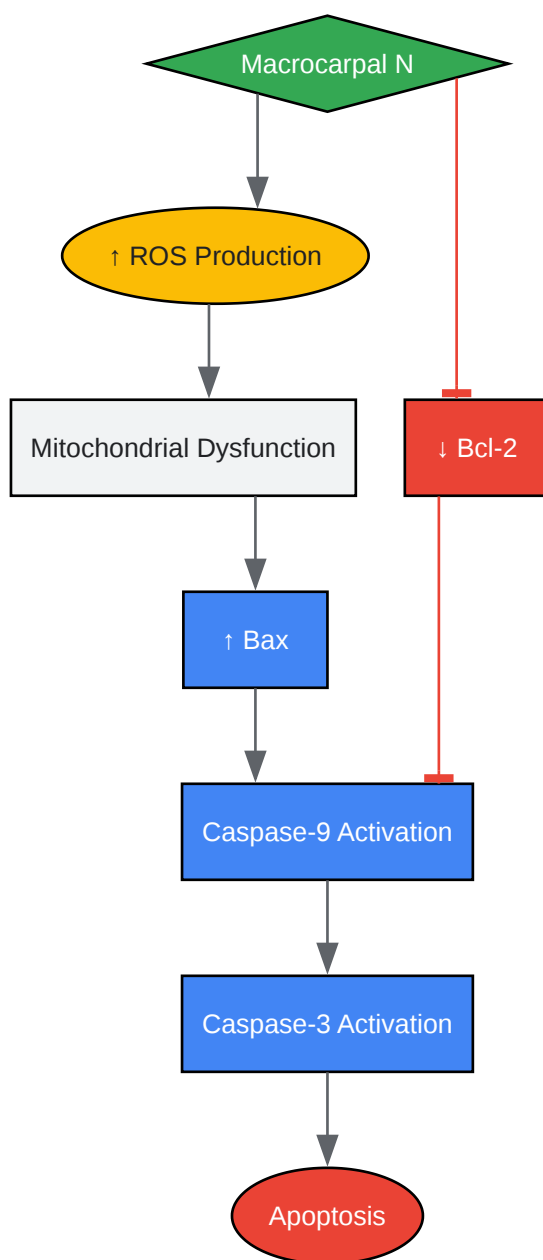 Macrocarpal N
↑ ROS Production
Mitochondrial Dysfunction
↓ Bcl-2
↑ Bax
Caspase-9 Activation
Caspase-3 Activation
Apoptosis